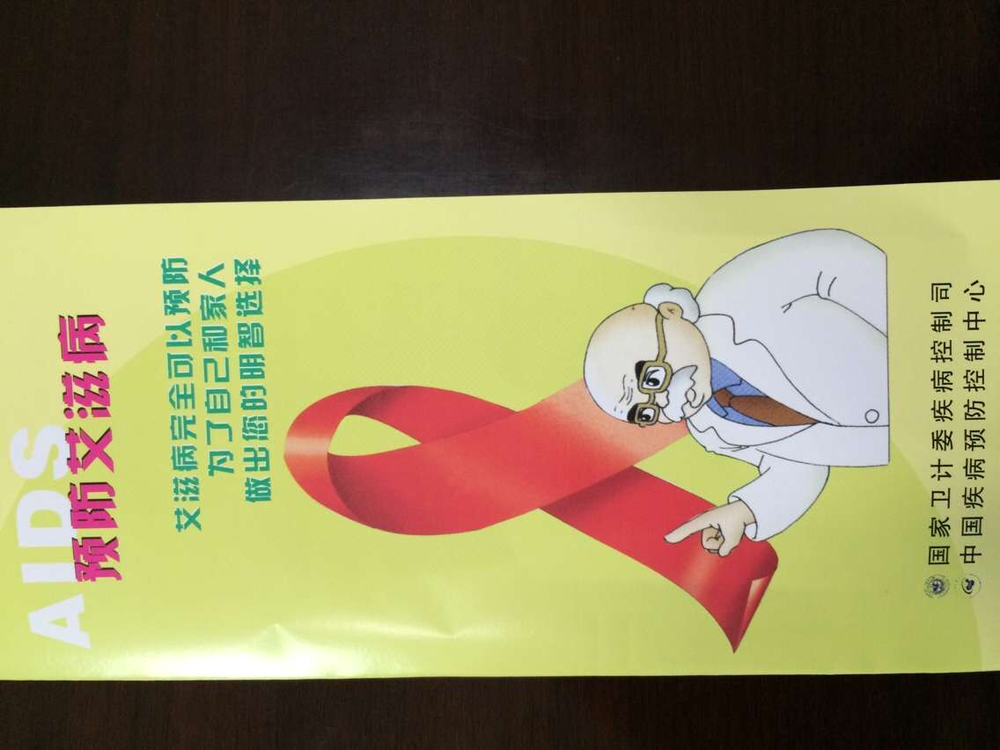 AIDS
预防艾滋病
艾滋病完全可以预防
为了自己和家人
做出您的明智选择
国家卫计委疾病控制司
中国疾病预防控制中心